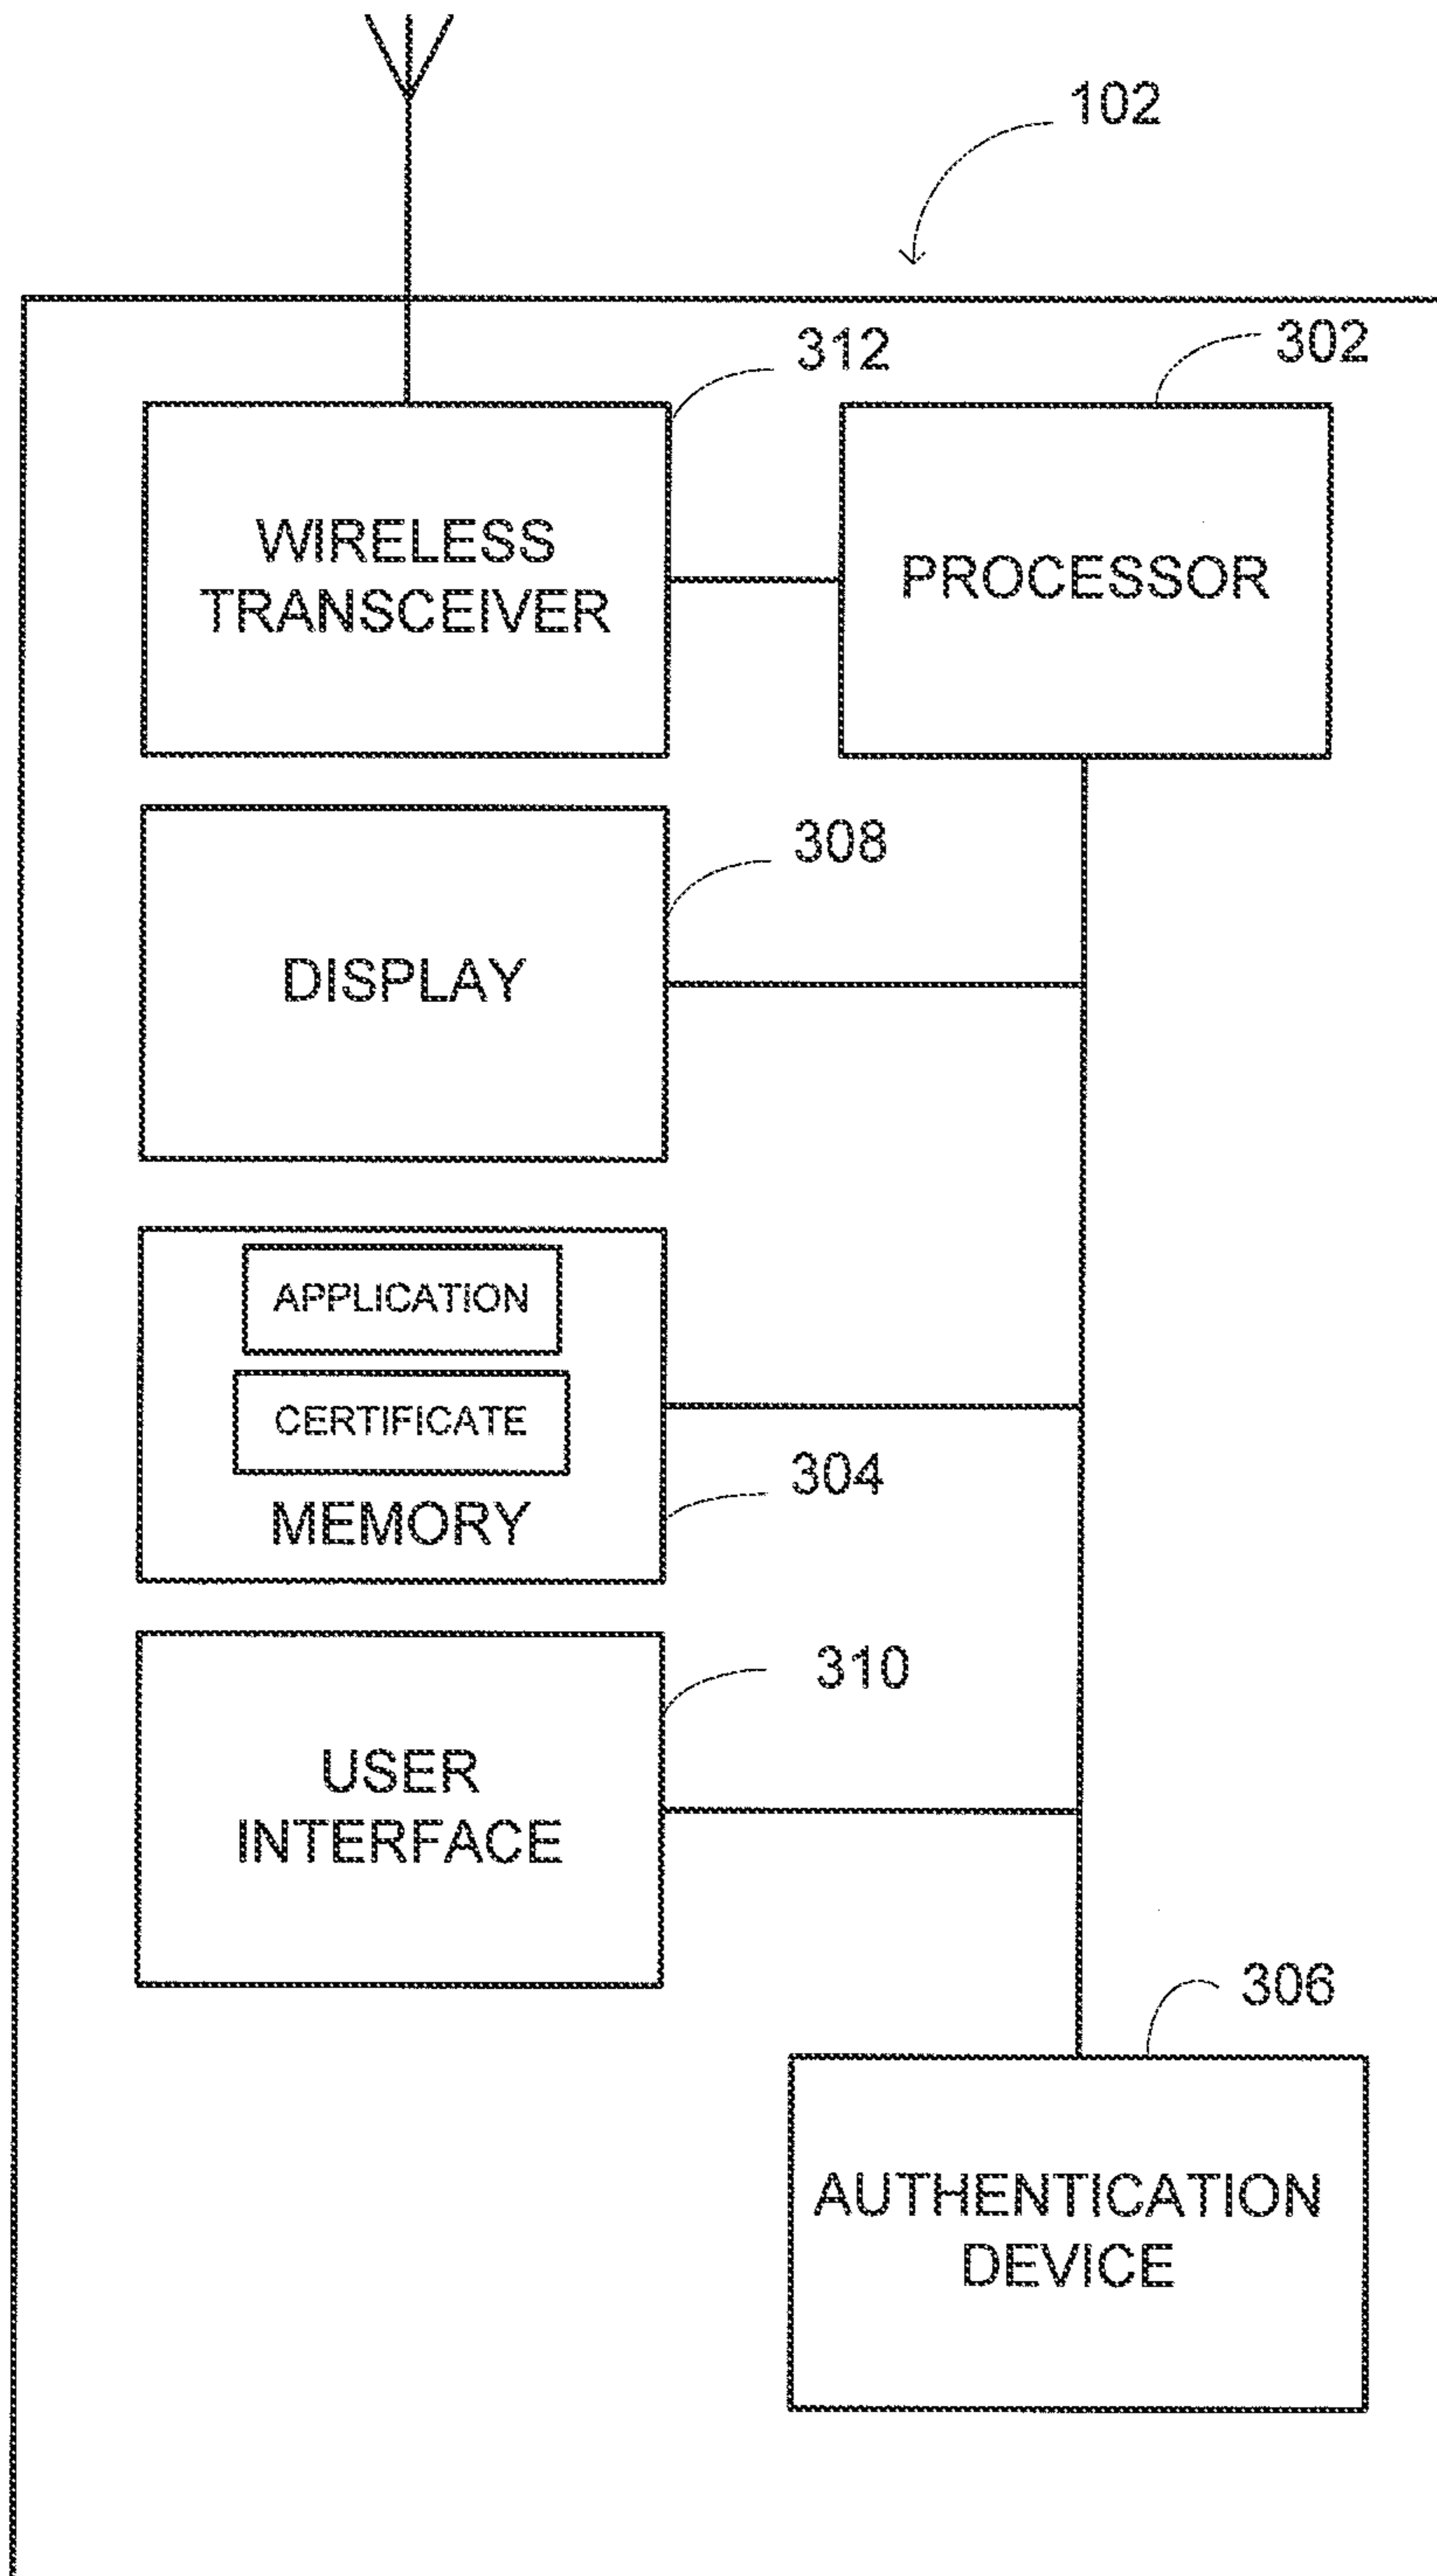 102
312
302
WIRELESS
TRANSCEIVER
PROCESSOR
308
DISPLAY
APPLICATION
CERTIFICATE
304
MEMORY
310
USER
INTERFACE
306
AUTHENTICATION
DEVICE